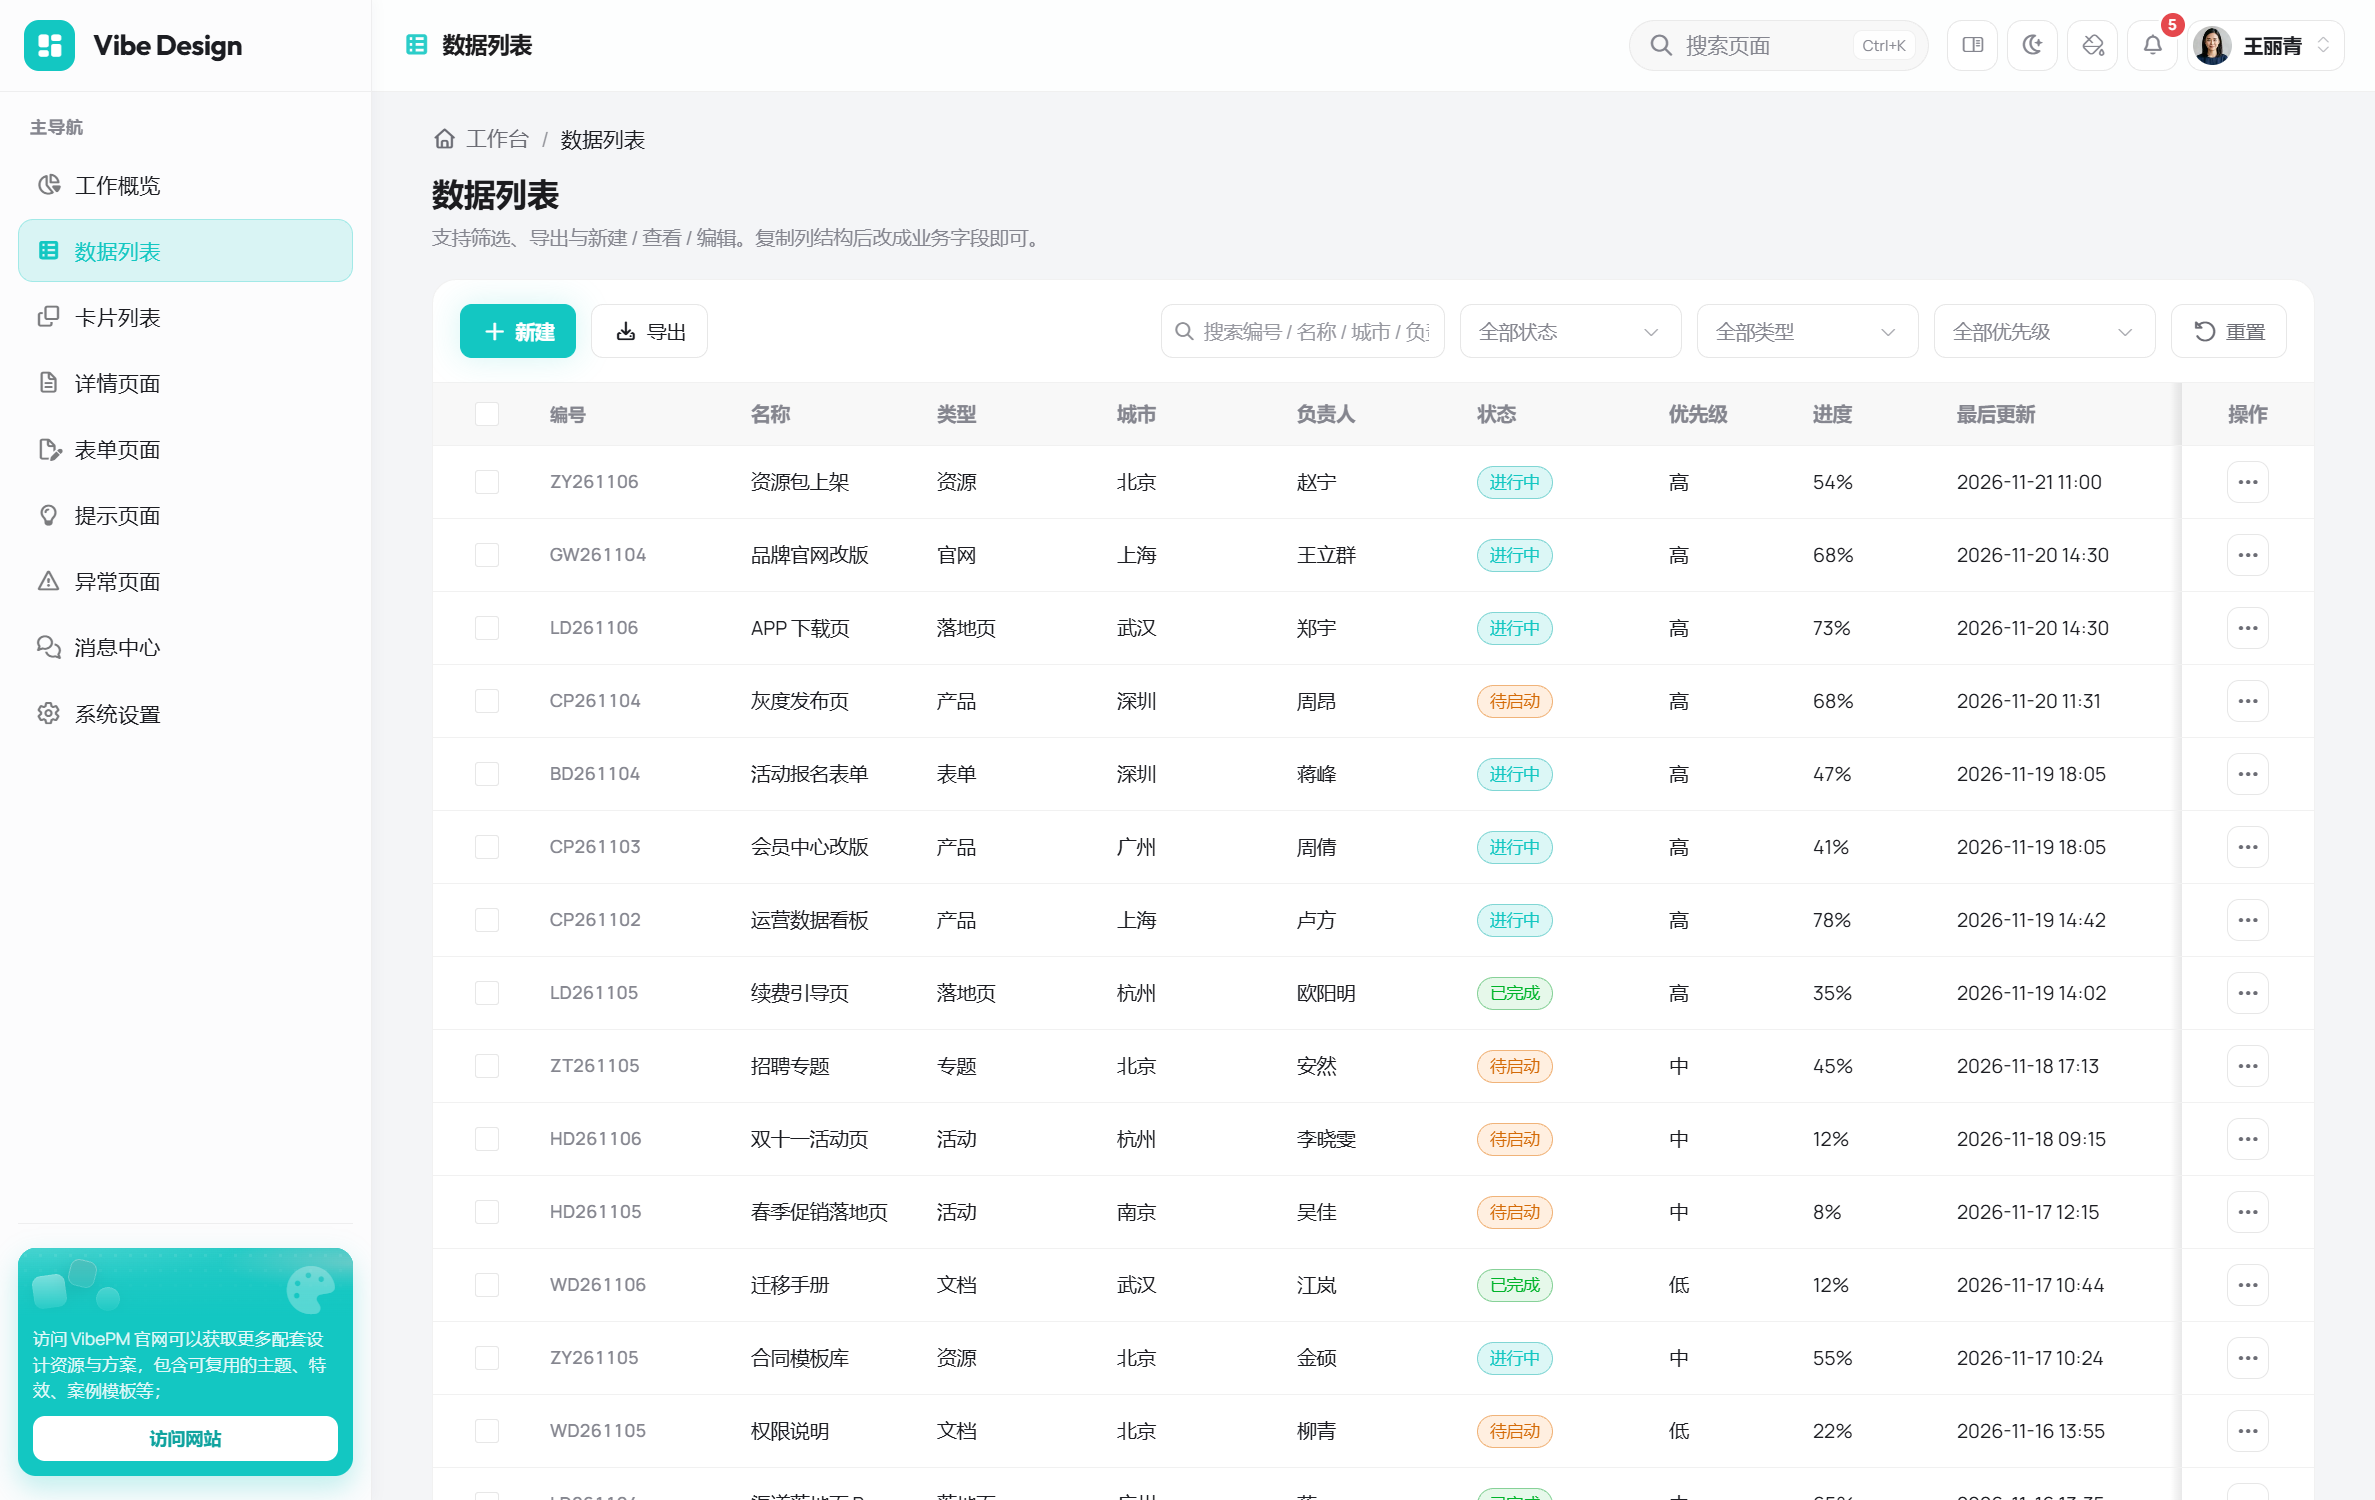 Vibe Design
数据列表
搜索页面
Ctrl+K
5
王丽青
主导航
工作概览
数据列表
卡片列表
详情页面
表单页面
提示页面
异常页面
消息中心
系统设置
访问 VibePM 官网可以获取更多配套设
计资源与方案，包含可复用的主题、特
效、案例模板等；
访问网站
工作台 / 数据列表
数据列表
支持筛选、导出与新建 / 查看 / 编辑。复制列结构后改成业务字段即可。
新建
导出
搜索编号 / 名称 / 城市 / 负
全部状态
全部类型
全部优先级
重置
编号 名称 类型 城市 负责人 状态 优先级 进度 最后更新 操作
ZY261106 资源包上架 资源 北京 赵宁 进行中 高 54% 2026-11-21 11:00
GW261104 品牌官网改版 官网 上海 王立群 进行中 高 68% 2026-11-20 14:30
LD261106 APP 下载页 落地页 武汉 郑宇 进行中 高 73% 2026-11-20 14:30
CP261104 灰度发布页 产品 深圳 周昂 待启动 高 68% 2026-11-20 11:31
BD261104 活动报名表单 表单 深圳 蒋峰 进行中 高 47% 2026-11-19 18:05
CP261103 会员中心改版 产品 广州 周倩 进行中 高 41% 2026-11-19 18:05
CP261102 运营数据看板 产品 上海 卢方 进行中 高 78% 2026-11-19 14:42
LD261105 续费引导页 落地页 杭州 欧阳明 已完成 高 35% 2026-11-19 14:02
ZT261105 招聘专题 专题 北京 安然 待启动 中 45% 2026-11-18 17:13
HD261106 双十一活动页 活动 杭州 李晓雯 待启动 中 12% 2026-11-18 09:15
HD261105 春季促销落地页 活动 南京 吴佳 待启动 中 8% 2026-11-17 12:15
WD261106 迁移手册 文档 武汉 江岚 已完成 低 12% 2026-11-17 10:44
ZY261105 合同模板库 资源 北京 金硕 进行中 中 55% 2026-11-17 10:24
WD261105 权限说明 文档 北京 柳青 待启动 低 22% 2026-11-16 13:55